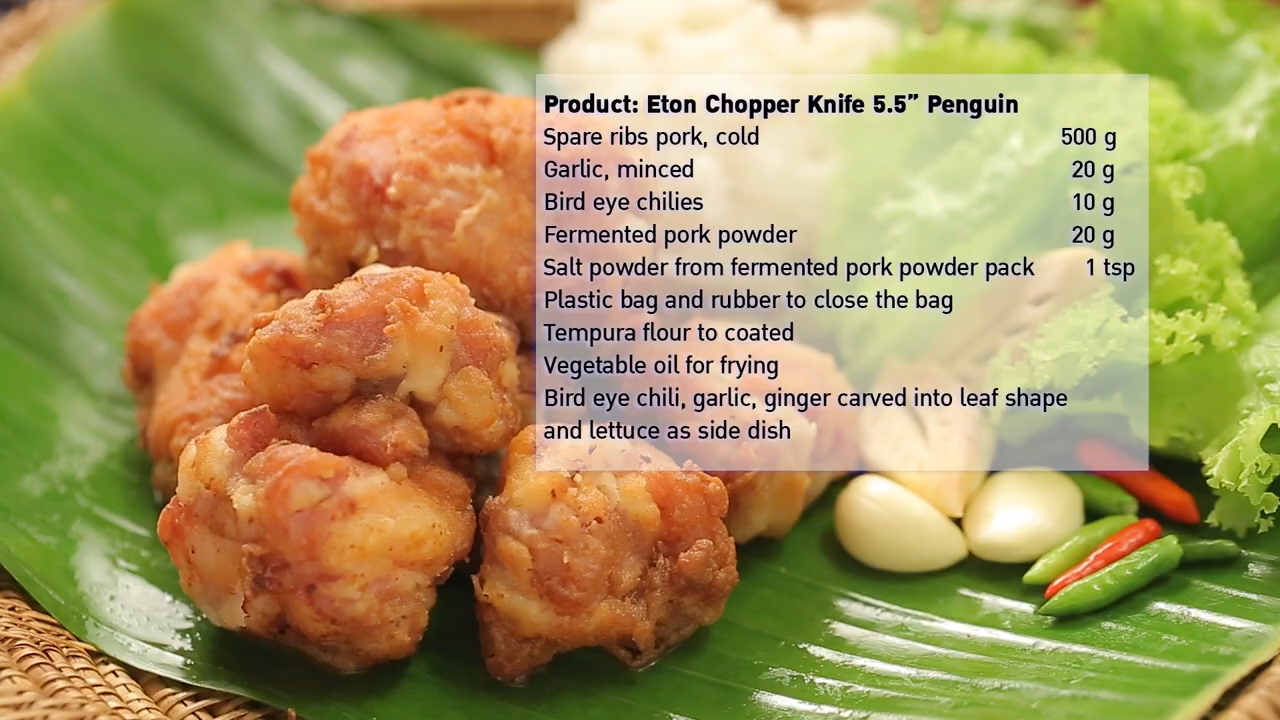 Product: Eton Chopper Knife 5.5” Penguin
Spare ribs pork, cold 500 g
Garlic, minced 20 g
Bird eye chilies 10 g
Fermented pork powder 20 g
Salt powder from fermented pork powder pack 1 tsp
Plastic bag and rubber to close the bag
Tempura flour to coated
Vegetable oil for frying
Bird eye chili, garlic, ginger carved into leaf shape
and lettuce as side dish